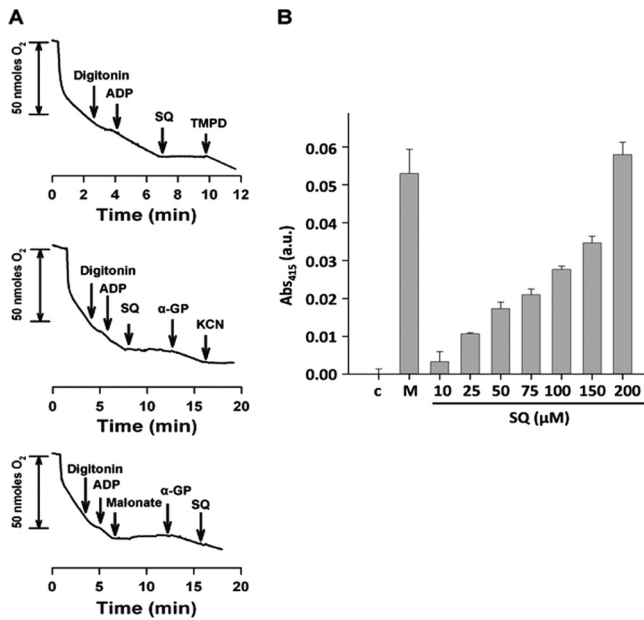 A
50 nmoles O₂
Digitonin
ADP
SQ
TMPD
0 2 4 6 8 10 12
Time (min)
50 nmoles O₂
Digitonin
ADP
SQ
α-GP
KCN
0 5 10 15 20
Time (min)
50 nmoles O₂
Digitonin
ADP
Malonate
α-GP
SQ
0 5 10 15 20
Time (min)
B
Abs₄₁₅ (a.u.)
0.06
0.05
0.04
0.03
0.02
0.01
0.00
c M 10 25 50 75 100 150 200
SQ (µM)